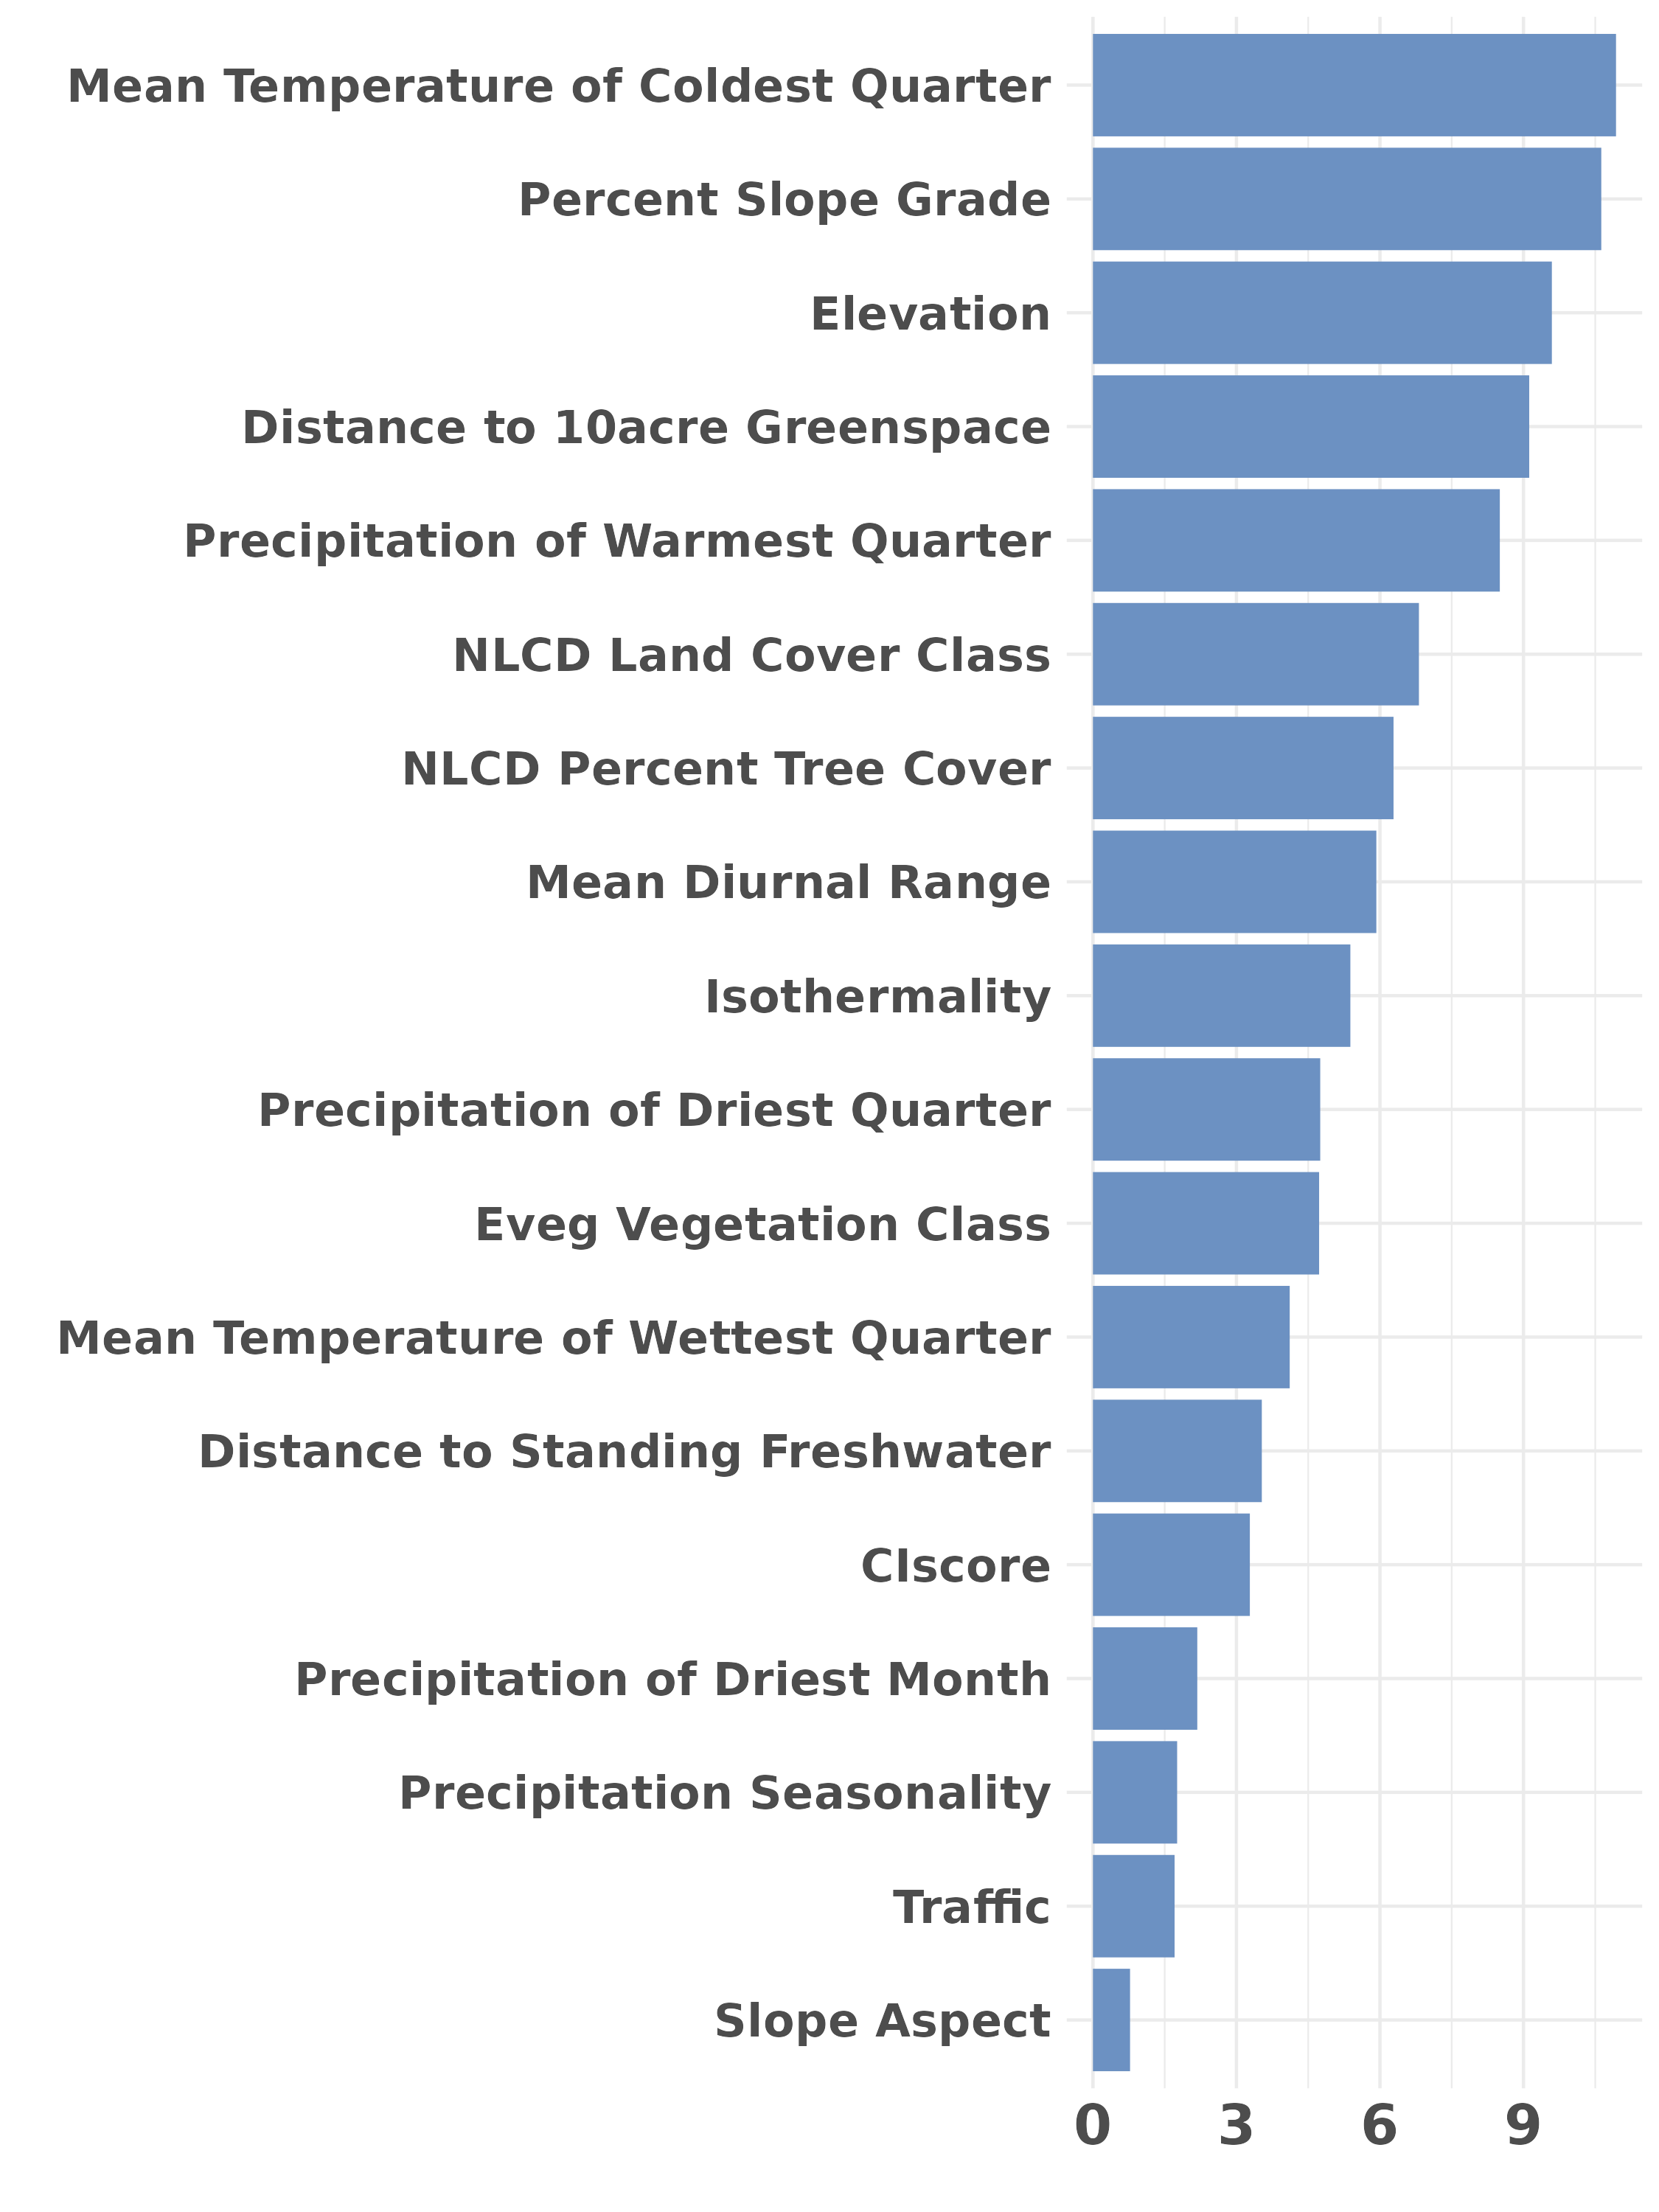 Mean Temperature of Coldest Quarter
Percent Slope Grade
Elevation
Distance to 10acre Greenspace
Precipitation of Warmest Quarter
NLCD Land Cover Class
NLCD Percent Tree Cover
Mean Diurnal Range
Isothermality
Precipitation of Driest Quarter
Eveg Vegetation Class
Mean Temperature of Wettest Quarter
Distance to Standing Freshwater
CIscore
Precipitation of Driest Month
Precipitation Seasonality
Traffic
Slope Aspect
0 3 6 9